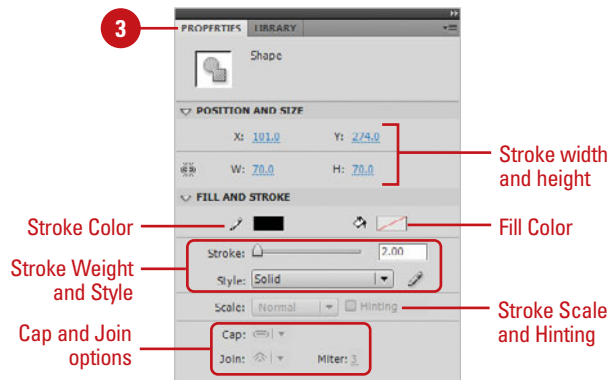 3
PROPERTIES LIBRARY
Shape
POSITION AND SIZE
X: 101.0 Y: 274.0
W: 70.0 H: 70.0
Stroke width
and height
FILL AND STROKE
Stroke Color
Fill Color
Stroke: 2.00
Style: Solid
Stroke Weight
and Style
Scale: Normal Hinting
Stroke Scale
and Hinting
Cap:
Join: Miter: 3
Cap and Join
options